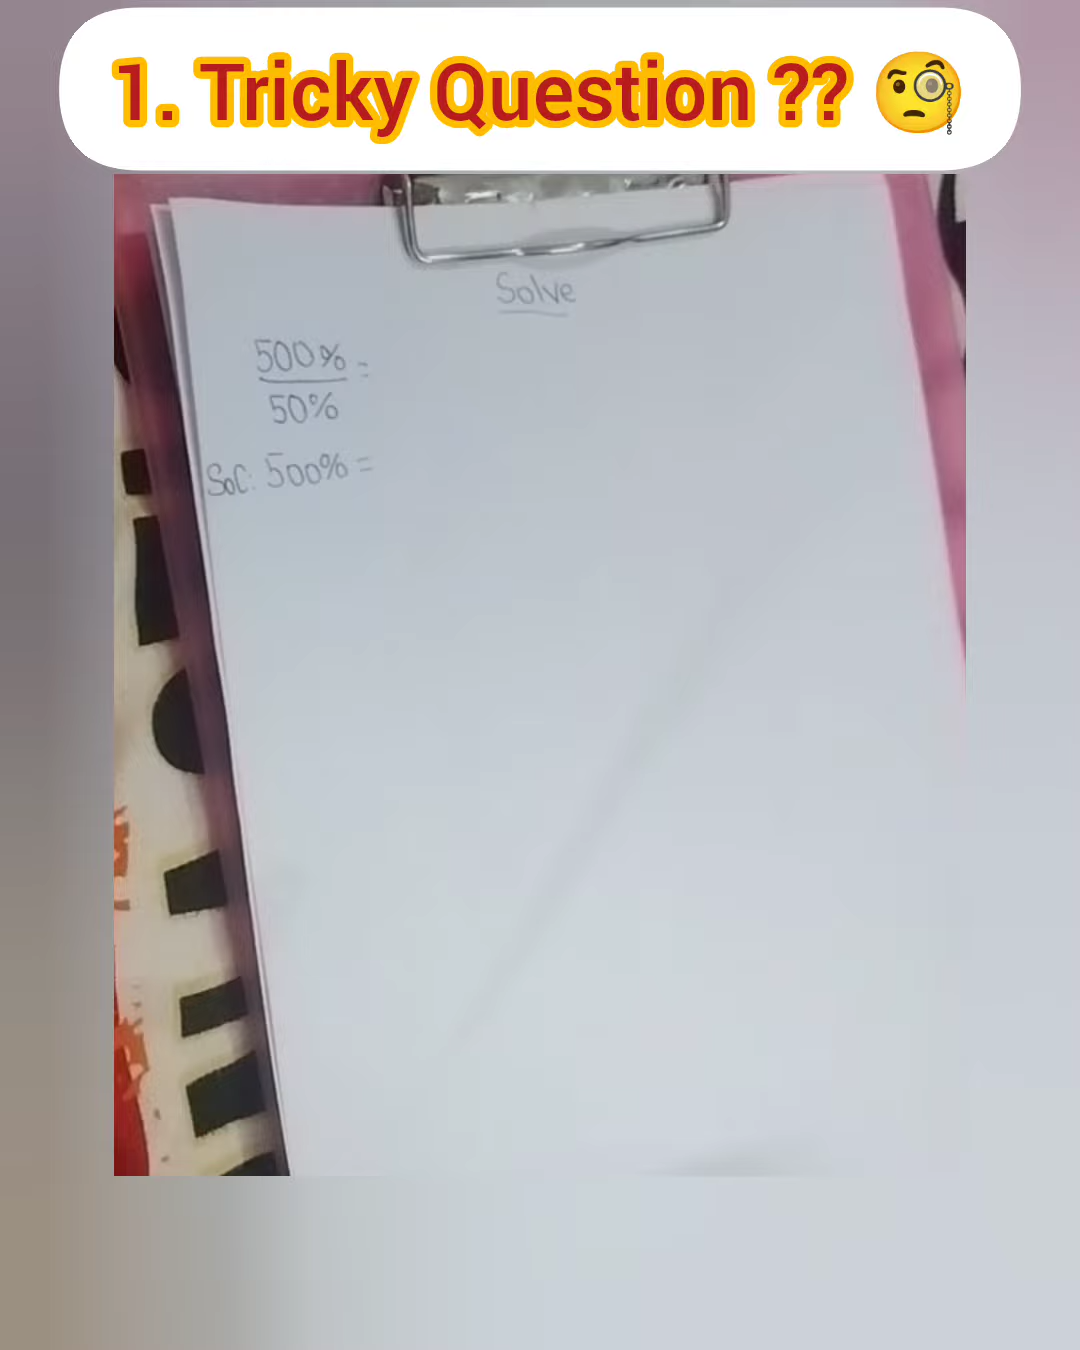 1. Tricky Question ?? 🧐
Solve
500%
50% =
Sol: 500% =